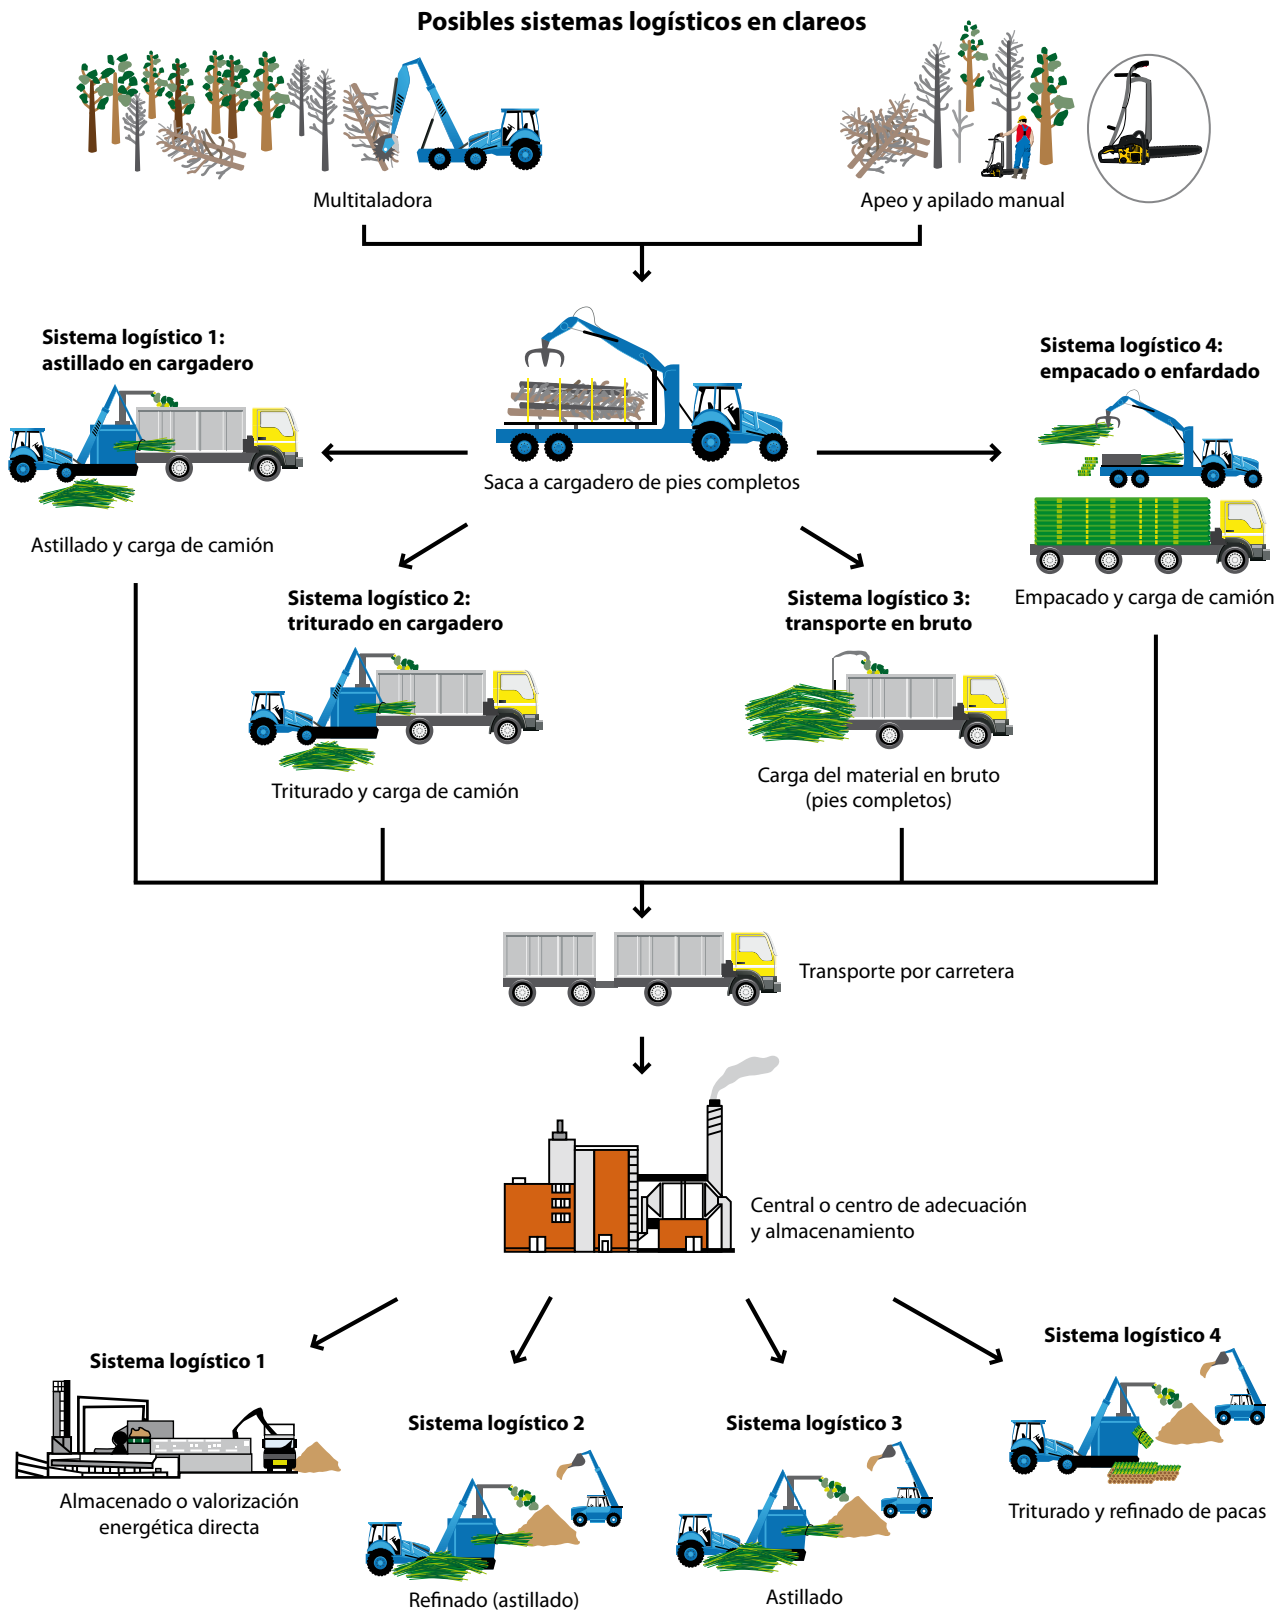 Posibles sistemas logísticos en clareos
Multitaladora
Apeo y apilado manual
Sistema logístico 1:
astillado en cargadero
Astillado y carga de camión
Saca a cargadero de pies completos
Sistema logístico 4:
empacado o enfardado
Empacado y carga de camión
Sistema logístico 2:
triturado en cargadero
Triturado y carga de camión
Sistema logístico 3:
transporte en bruto
Carga del material en bruto
(pies completos)
Transporte por carretera
Central o centro de adecuación
y almacenamiento
Sistema logístico 1
Almacenado o valorización
energética directa
Sistema logístico 2
Refinado (astillado)
Sistema logístico 3
Astillado
Sistema logístico 4
Triturado y refinado de pacas